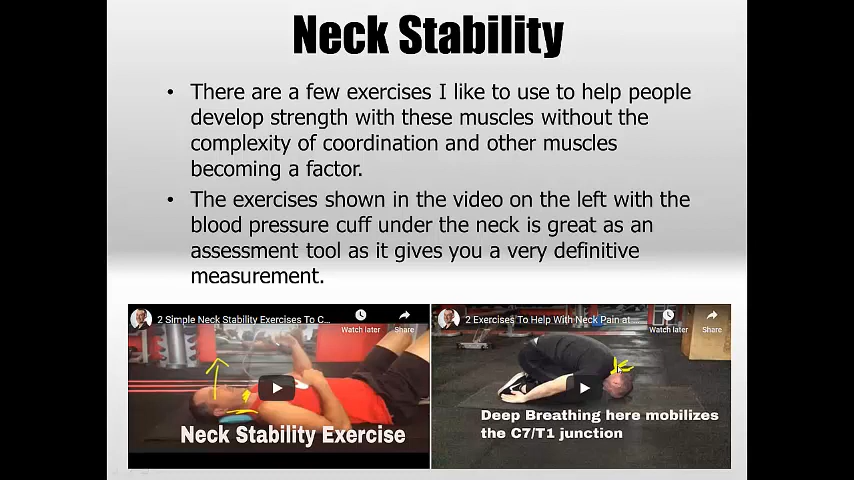 Neck Stability
• There are a few exercises I like to use to help people
develop strength with these muscles without the
complexity of coordination and other muscles
becoming a factor.
• The exercises shown in the video on the left with the
blood pressure cuff under the neck is great as an
assessment tool as it gives you a very definitive
measurement.
2 Simple Neck Stability Exercises To C...
Watch later
Share
Neck Stability Exercise
2 Exercises To Help With Neck Pain at...
Watch later
Share
Deep Breathing here mobilizes
the C7/T1 junction